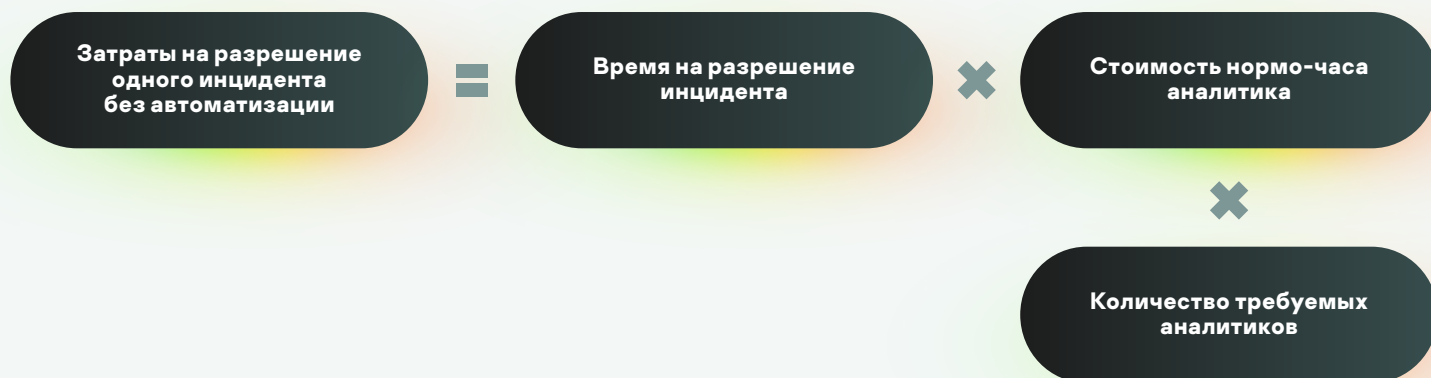 Затраты на разрешение
одного инцидента
без автоматизации
=
Время на разрешение
инцидента
×
Стоимость нормо-часа
аналитика
×
Количество требуемых
аналитиков